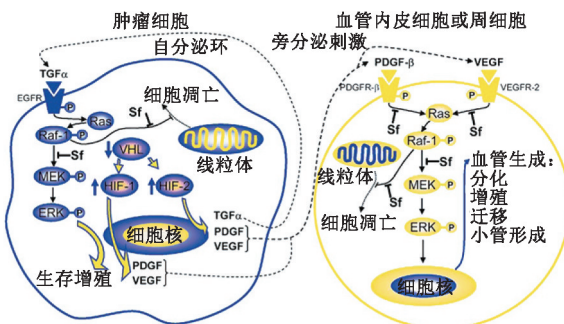 肿瘤细胞
自分泌环
TGFα
EGFR
P
Ras
Sf
细胞凋亡
Raf-1
P
Sf
线粒体
VHL
MEK
P
HIF-1
HIF-2
ERK
P
细胞核
TGFα
PDGF
VEGF
生存增殖
PDGF
VEGF
血管内皮细胞或周细胞
旁分泌刺激
PDGF-β
VEGF
PDGFR-β
P
P
VEGFR-2
Ras
Sf
Sf
Raf-1
P
Sf
线粒体
MEK
P
Sf
细胞凋亡
ERK
P
细胞核
血管生成:
分化
增殖
迁移
小管形成